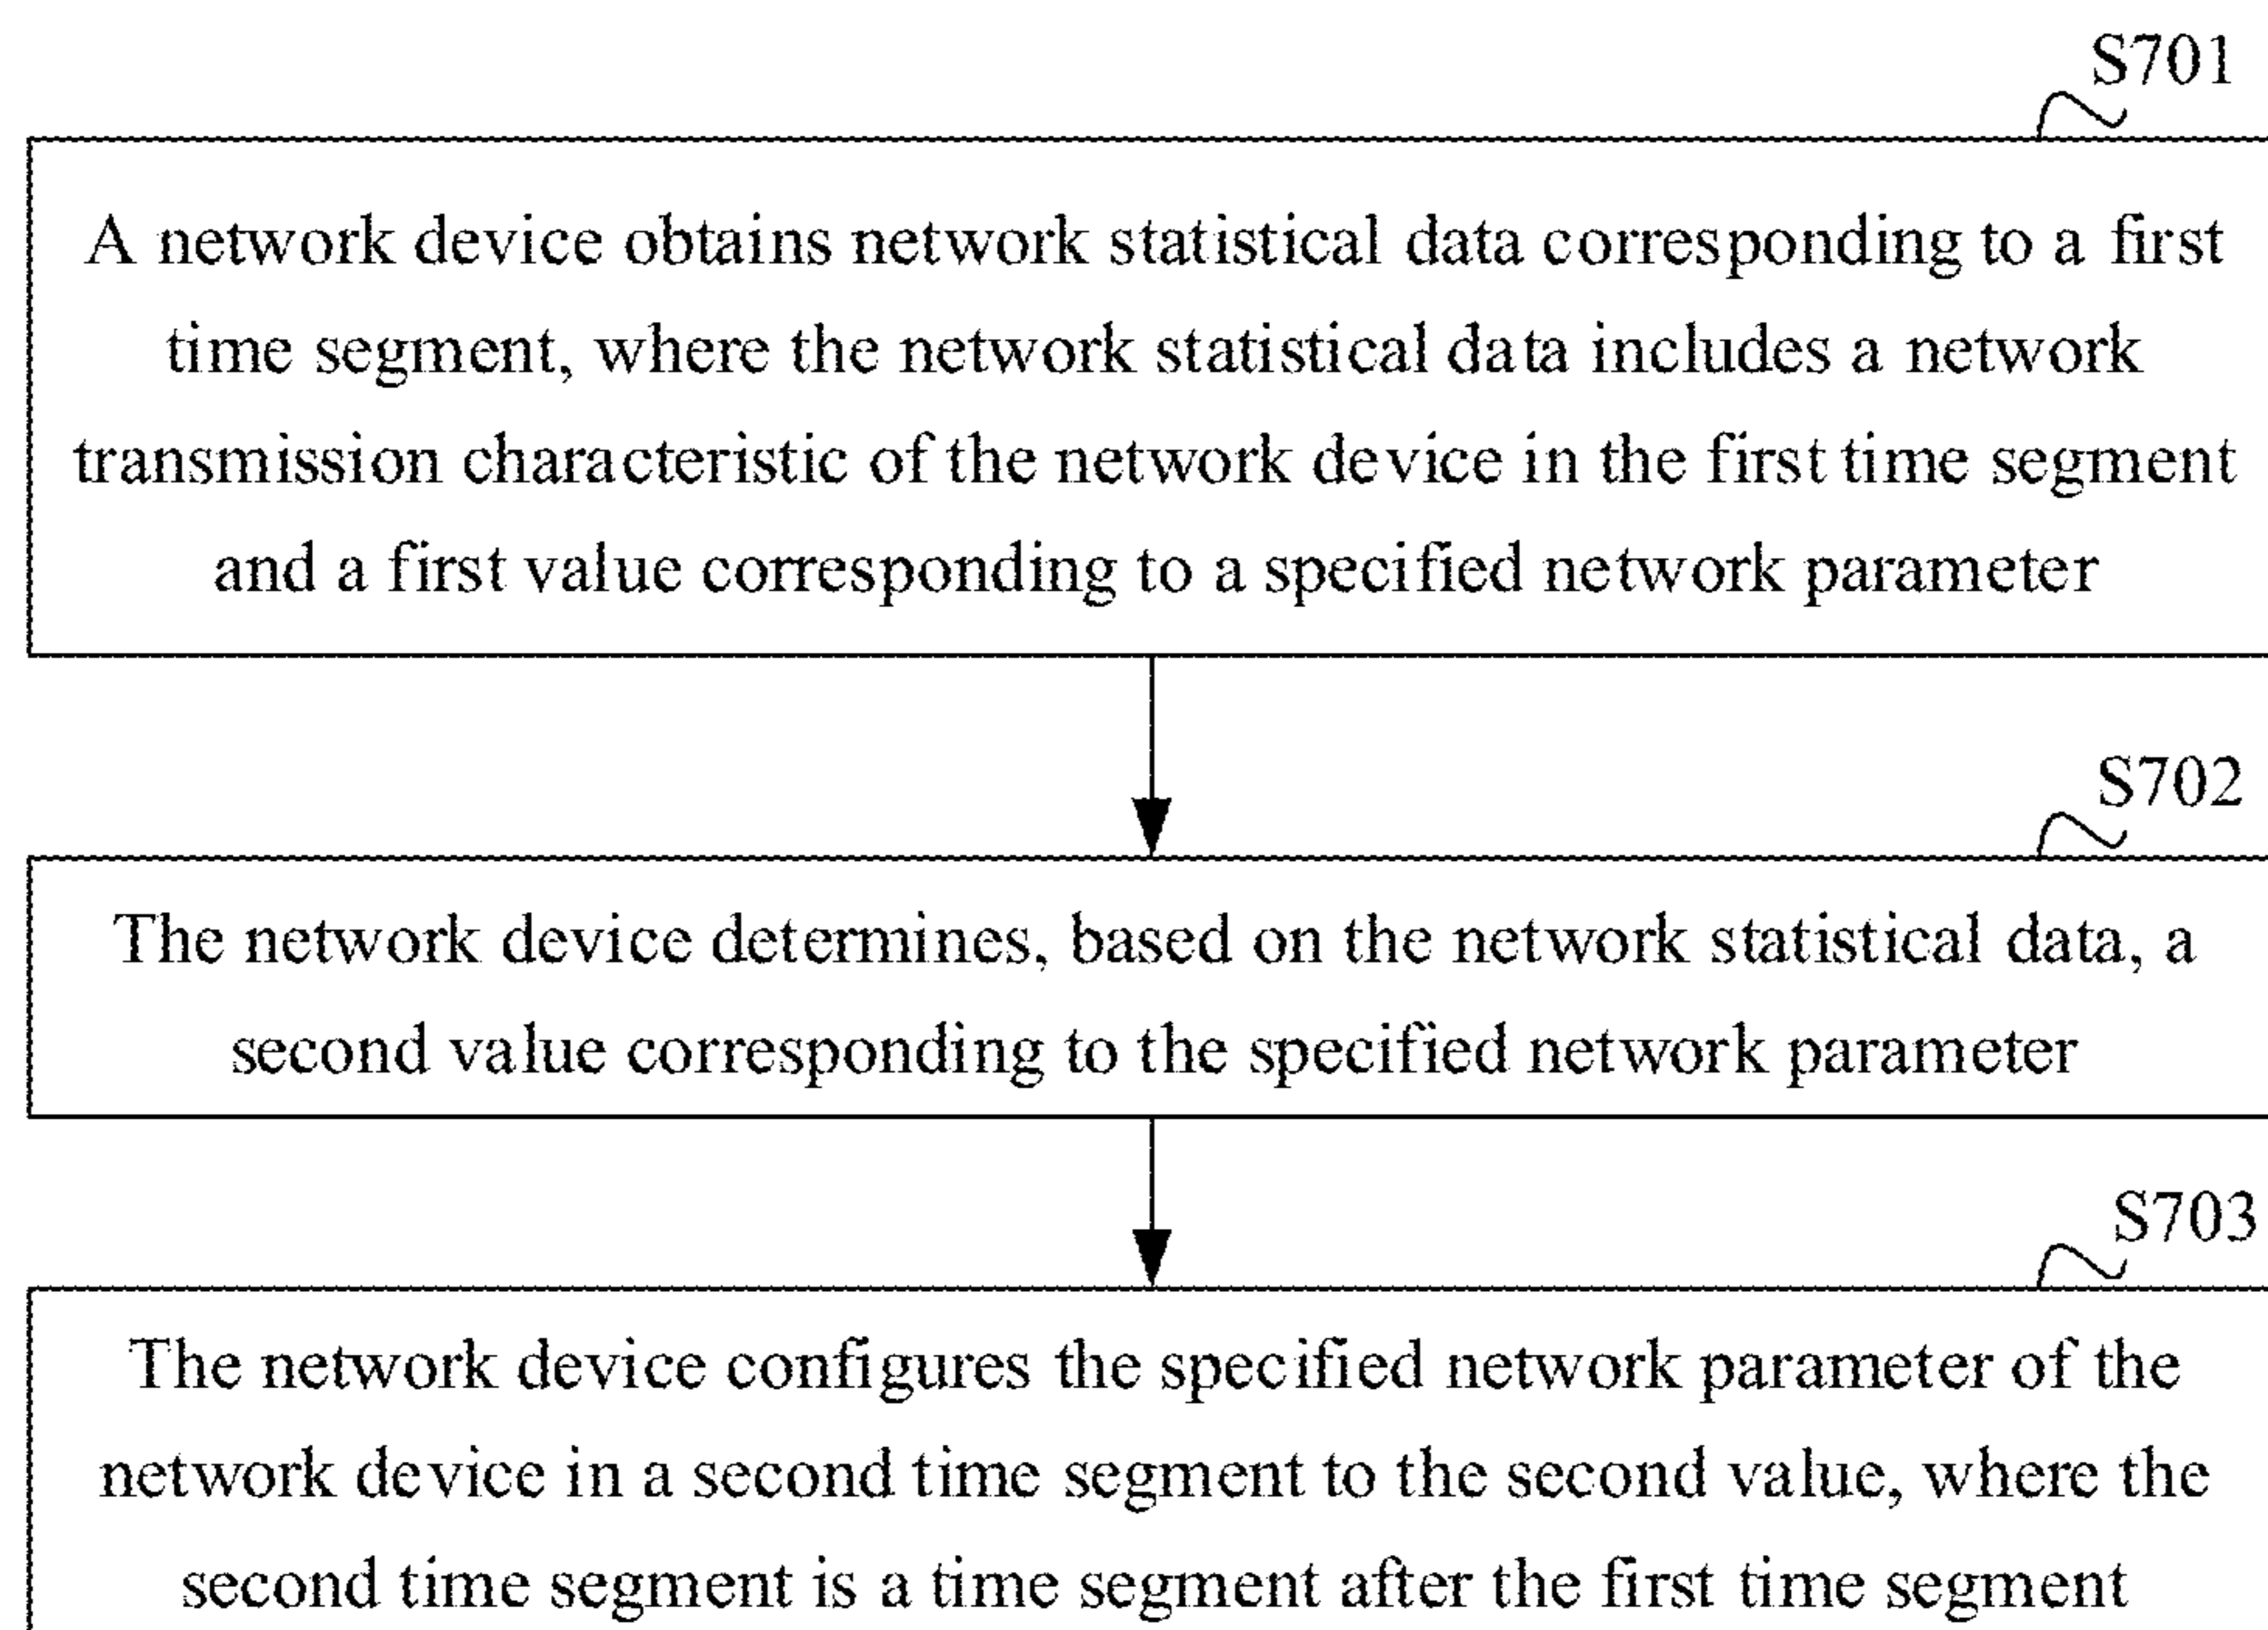 S701
A network device obtains network statistical data corresponding to a first
time segment, where the network statistical data includes a network
transmission characteristic of the network device in the first time segment
and a first value corresponding to a specified network parameter
S702
The network device determines, based on the network statistical data, a
second value corresponding to the specified network parameter
S703
The network device configures the specified network parameter of the
network device in a second time segment to the second value, where the
second time segment is a time segment after the first time segment